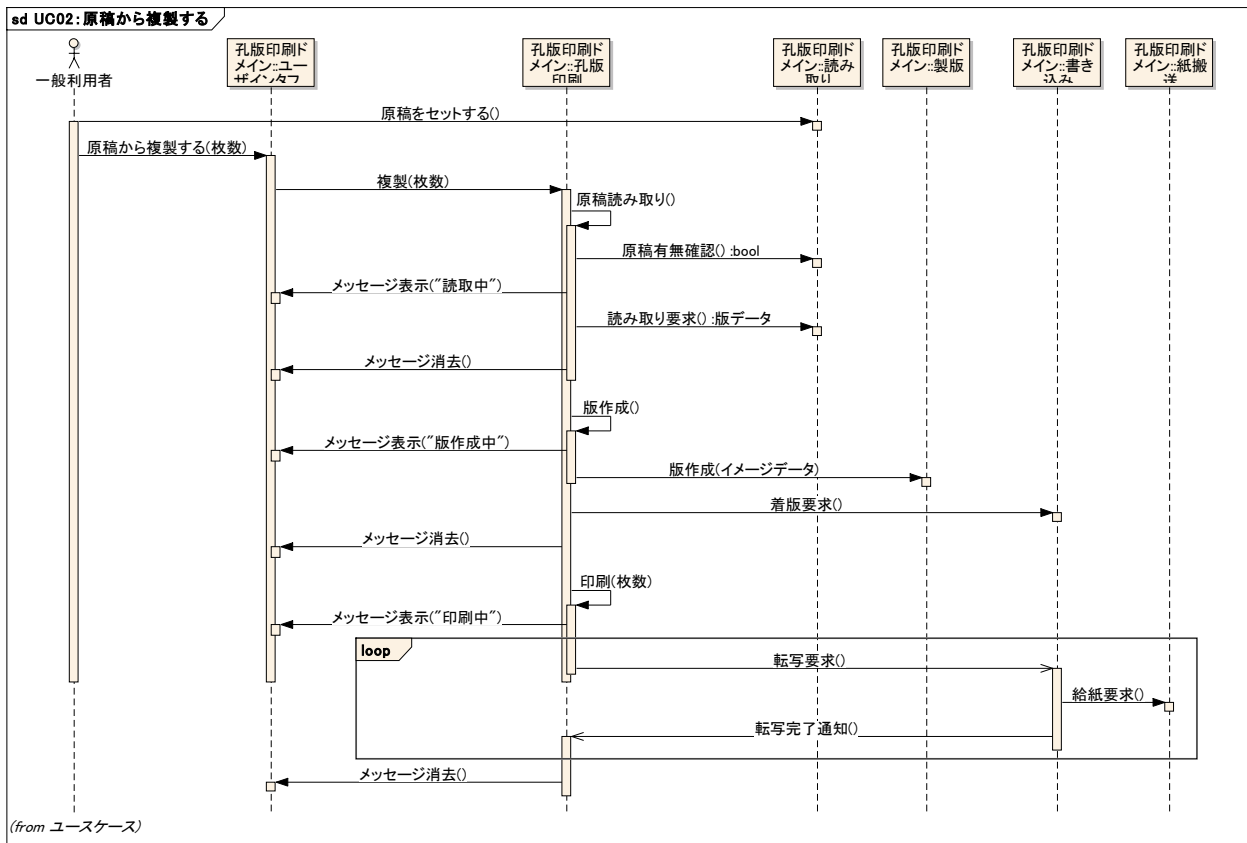 sd UC02:原稿から複製する
一般利用者
孔版印刷ド
メイン::ユー
ザインタフ
孔版印刷ド
メイン::孔版
印刷
孔版印刷ド
メイン::読み
取り
孔版印刷ド
メイン::製版
孔版印刷ド
メイン::書き
込み
孔版印刷ド
メイン::紙搬
送
原稿をセットする()
原稿から複製する(枚数)
複製(枚数)
原稿読み取り()
原稿有無確認() :bool
メッセージ表示("読取中")
読み取り要求() :版データ
メッセージ消去()
版作成()
メッセージ表示("版作成中")
版作成(イメージデータ)
着版要求()
メッセージ消去()
印刷(枚数)
メッセージ表示("印刷中")
loop
転写要求()
給紙要求()
転写完了通知()
メッセージ消去()
(from ユースケース)